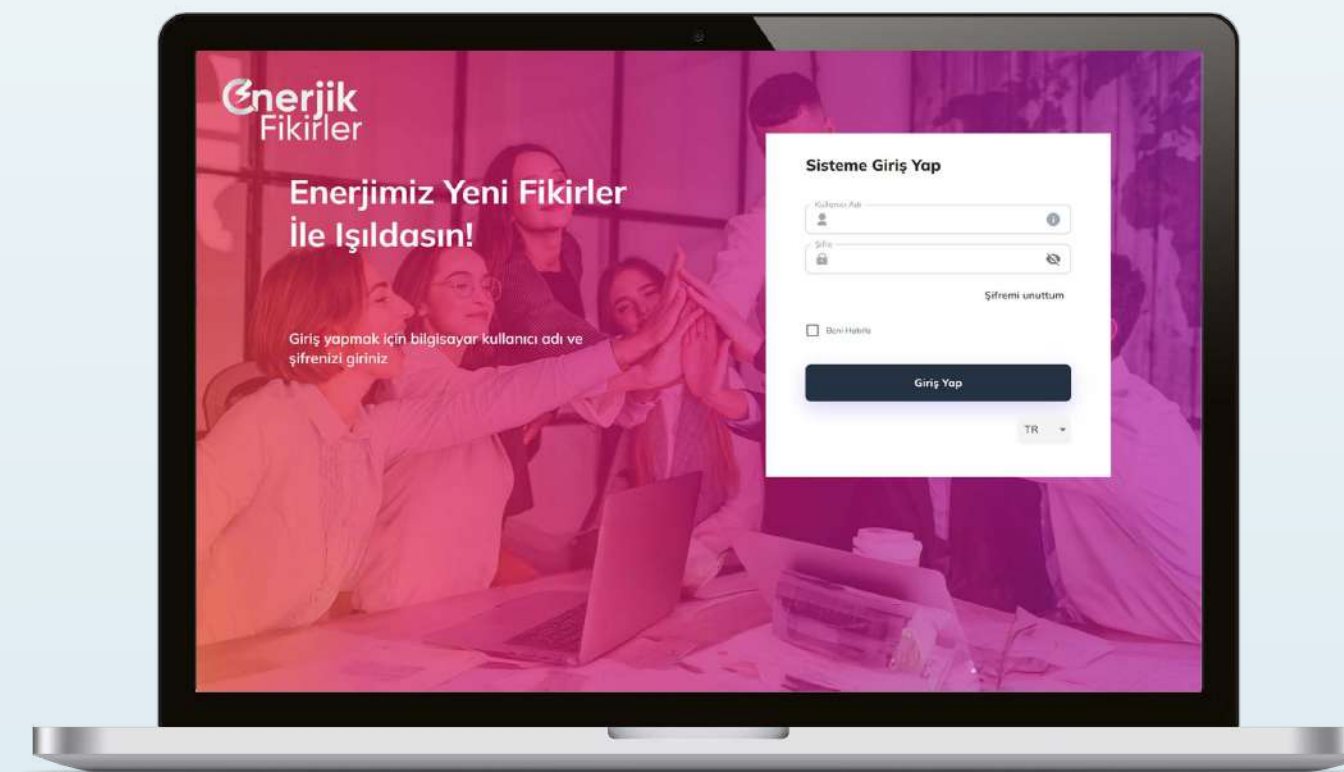 Enerjik
Fikirler
Enerjimiz Yeni Fikirler
İle Işıldasın!
Giriş yapmak için bilgisayar kullanıcı adı ve
şifrenizi giriniz
Sisteme Giriş Yap
Kullanıcı Adı
Şifre
Şifremi unuttum
Beni Hatırla
Giriş Yap
TR